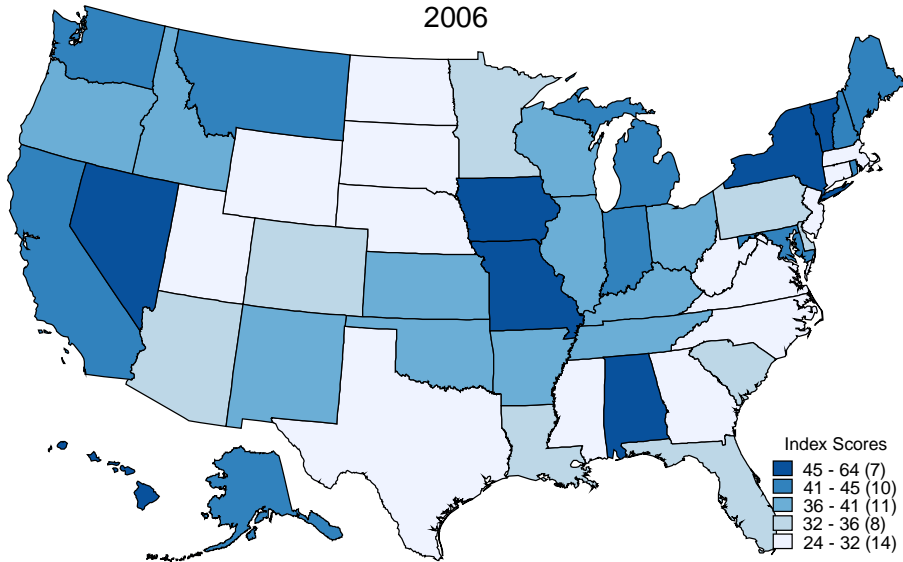 2006
Index Scores
45 - 64 (7)
41 - 45 (10)
36 - 41 (11)
32 - 36 (8)
24 - 32 (14)